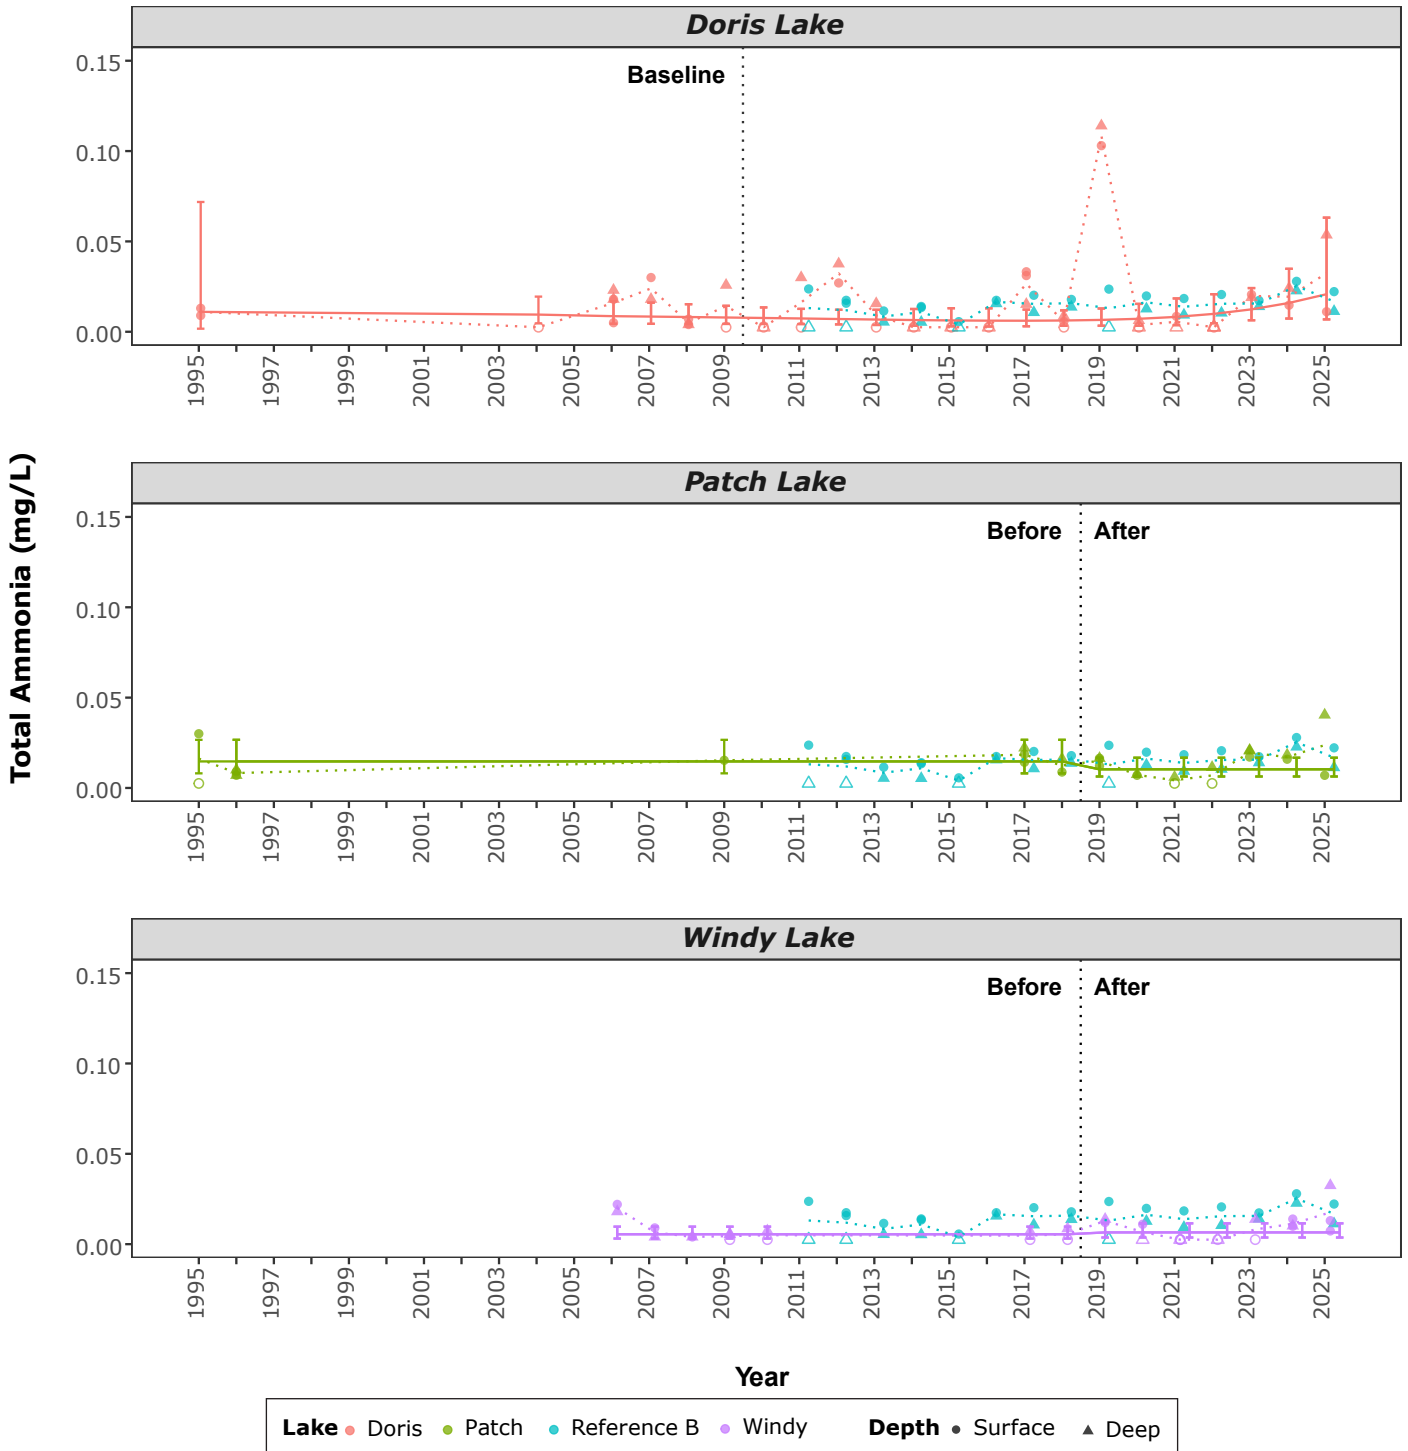 Doris Lake
0.15
Baseline
0.10
0.05
0.00
1995 1997 1999 2001 2003 2005 2007 2009 2011 2013 2015 2017 2019 2021 2023 2025
Total Ammonia (mg/L)
Patch Lake
0.15
Before After
0.10
0.05
0.00
1995 1997 1999 2001 2003 2005 2007 2009 2011 2013 2015 2017 2019 2021 2023 2025
Windy Lake
0.15
Before After
0.10
0.05
0.00
1995 1997 1999 2001 2003 2005 2007 2009 2011 2013 2015 2017 2019 2021 2023 2025
Year
Lake Doris Patch Reference B Windy Depth Surface Deep